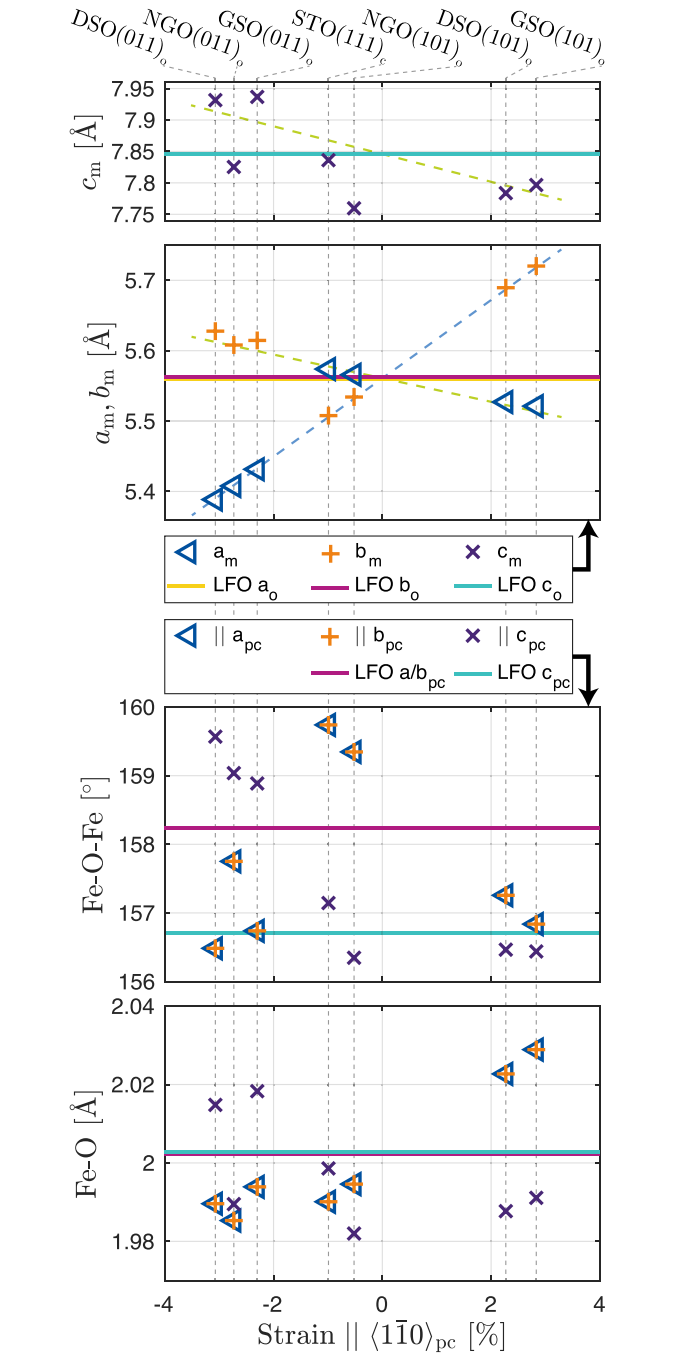 DSO(011)ₒ NGO(011)ₒ GSO(011)ₒ STO(111)c NGO(101)ₒ DSO(101)ₒ GSO(101)ₒ
7.95
7.9
7.85
7.8
7.75
cm [Å]
5.7
5.6
5.5
5.4
am, bm [Å]
am bm cm
LFO ao LFO bo LFO co
|| apc || bpc || cpc
LFO a/bpc LFO cpc
160
159
158
157
156
Fe-O-Fe [°]
2.04
2.02
2
1.98
Fe-O [Å]
-4 -2 0 2 4
Strain || ⟨11̅0⟩pc [%]